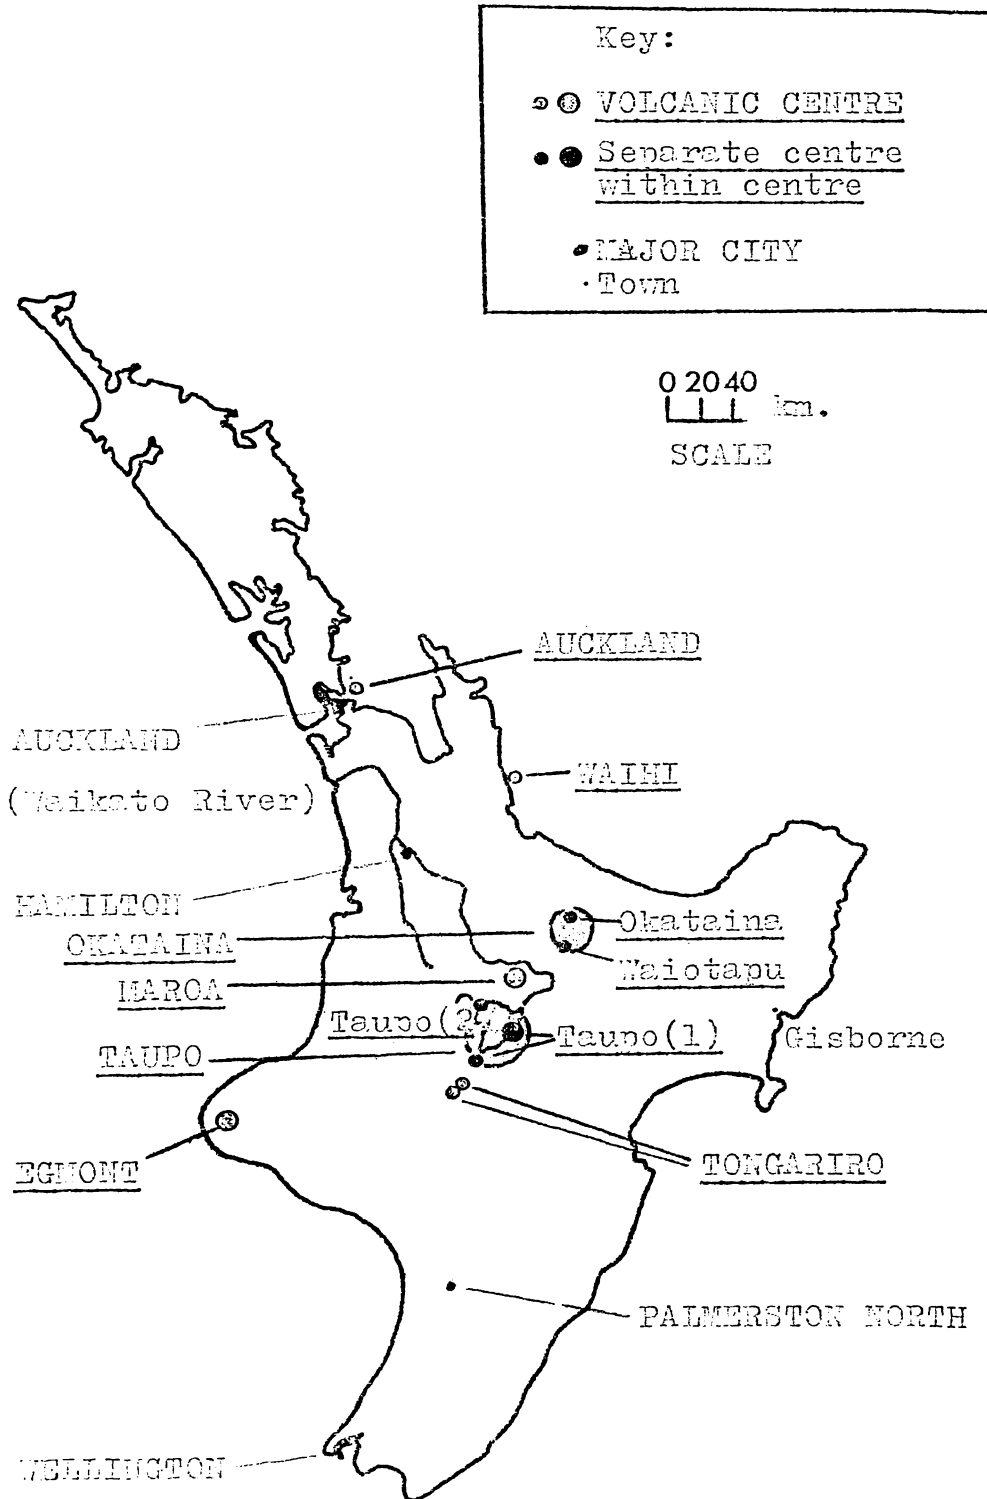 Key:
VOLCANIC CENTRE
Separate centre
within centre
MAJOR CITY
Town
0 20 40
km.
SCALE
AUCKLAND
AUCKLAND
WAIHI
(Waikato River)
HAMILTON
Okataina
OKATAINA
Waiotapu
MAROA
Taupo(2)
Taupo(1)
Gisborne
TAUPO
EGMONT
TONGARIRO
PALMERSTON NORTH
WELLINGTON